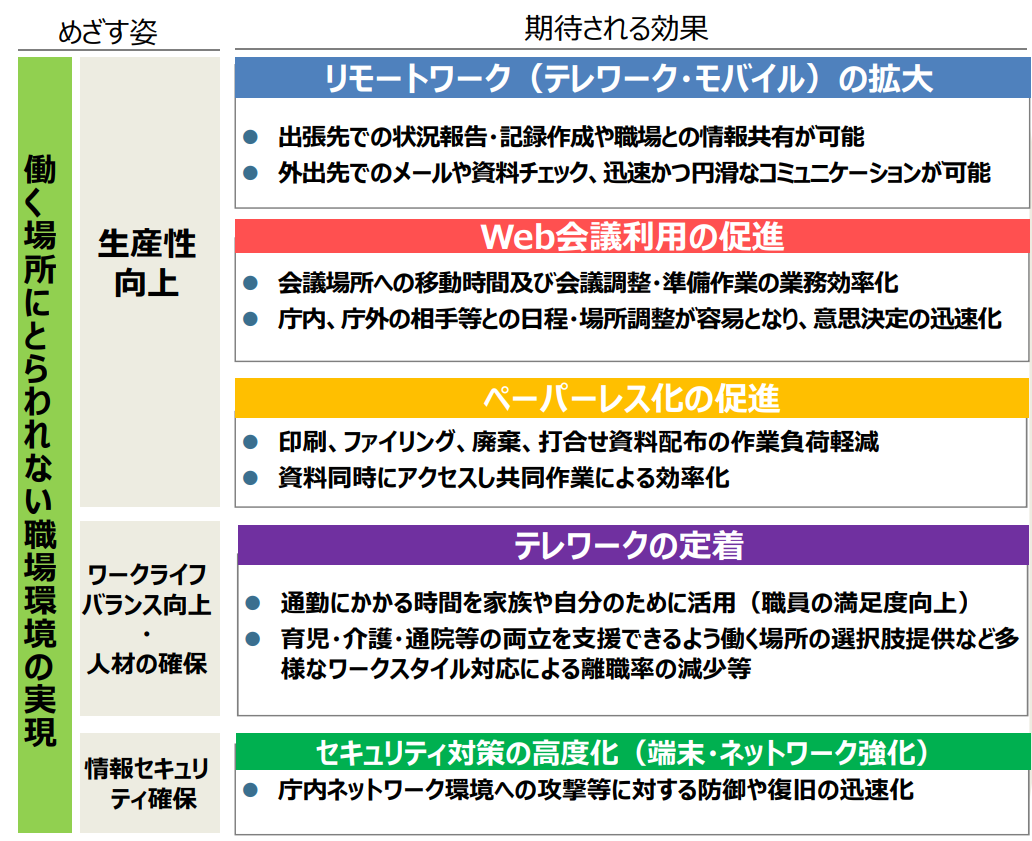 めざす姿
期待される効果
働く場所にとらわれない職場環境の実現
生産性
向上
リモートワーク（テレワーク・モバイル）の拡大
● 出張先での状況報告・記録作成や職場との情報共有が可能
● 外出先でのメールや資料チェック、迅速かつ円滑なコミュニケーションが可能
Web会議利用の促進
● 会議場所への移動時間及び会議調整・準備作業の業務効率化
● 庁内、庁外の相手等との日程・場所調整が容易となり、意思決定の迅速化
ペーパーレス化の促進
● 印刷、ファイリング、廃棄、打合せ資料配布の作業負荷軽減
● 資料同時にアクセスし共同作業による効率化
ワークライフ
バランス向上
・
人材の確保
テレワークの定着
● 通勤にかかる時間を家族や自分のために活用（職員の満足度向上）
● 育児・介護・通院等の両立を支援できるよう働く場所の選択肢提供など多
様なワークスタイル対応による離職率の減少等
情報セキュリ
ティ確保
セキュリティ対策の高度化（端末・ネットワーク強化）
● 庁内ネットワーク環境への攻撃等に対する防御や復旧の迅速化